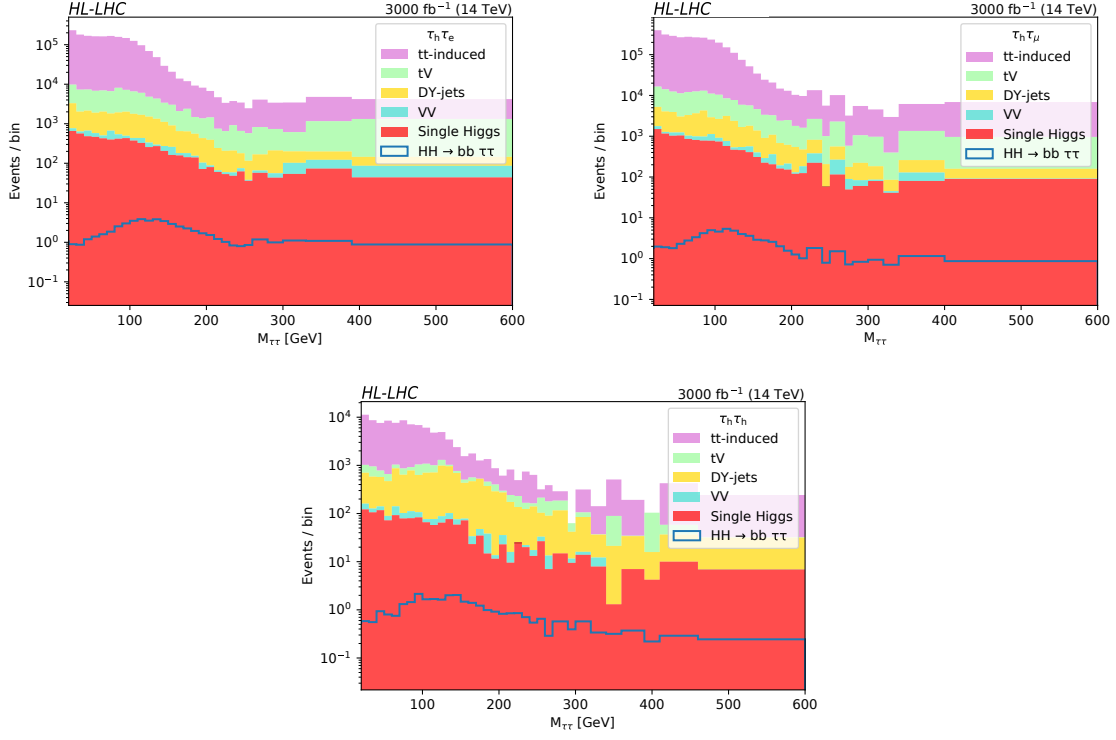 HL-LHC 3000 fb⁻¹ (14 TeV)
τₕτₑ
tt-induced
tV
DY-jets
VV
Single Higgs
HH → bb ττ
Events / bin
10⁵
10⁴
10³
10²
10¹
10⁰
10⁻¹
100 200 300 400 500 600
M_ττ [GeV]
HL-LHC 3000 fb⁻¹ (14 TeV)
τₕτ_μ
tt-induced
tV
DY-jets
VV
Single Higgs
HH → bb ττ
Events / bin
10⁵
10⁴
10³
10²
10¹
10⁰
10⁻¹
100 200 300 400 500 600
M_ττ
HL-LHC 3000 fb⁻¹ (14 TeV)
τₕτₕ
tt-induced
tV
DY-jets
VV
Single Higgs
HH → bb ττ
Events / bin
10⁴
10³
10²
10¹
10⁰
10⁻¹
100 200 300 400 500 600
M_ττ [GeV]